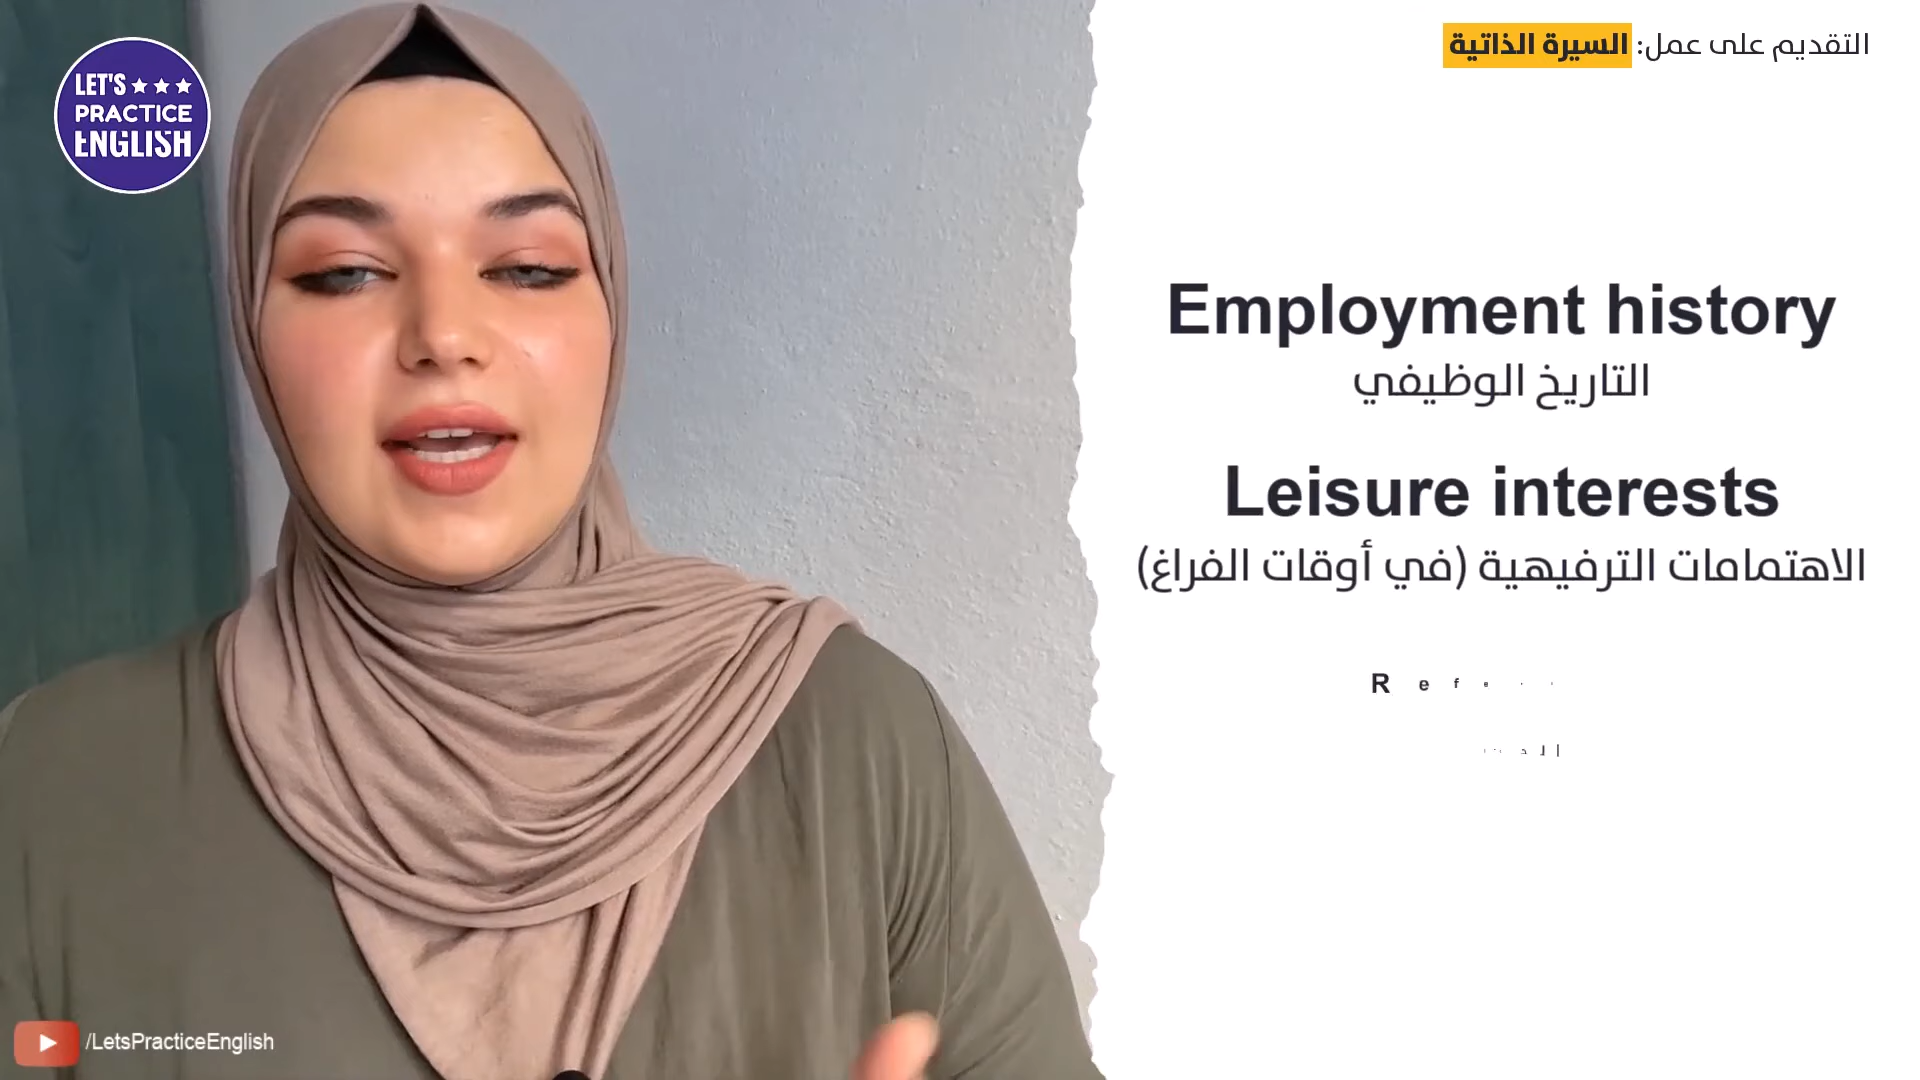 LET'S
PRACTICE
ENGLISH
التقديم على عمل: السيرة الذاتية
Employment history
التاريخ الوظيفي
Leisure interests
الاهتمامات الترفيهية (في أوقات الفراغ)
/LetsPracticeEnglish